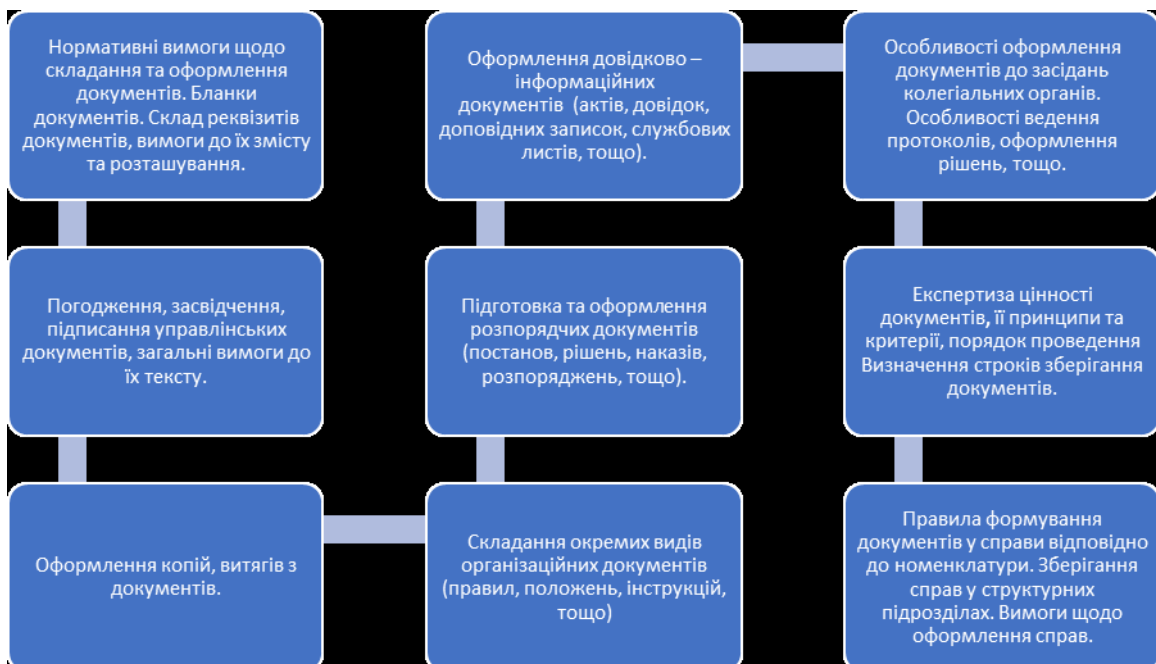 Нормативні вимоги щодо
складання та оформлення
документів. Бланки
документів. Склад реквізитів
документів, вимоги до їх змісту
та розташування.
Погодження, засвідчення,
підписання управлінських
документів, загальні вимоги до
їх тексту.
Оформлення копій, витягів з
документів.
Складання окремих видів
організаційних документів
(правил, положень, інструкцій,
тощо)
Підготовка та оформлення
розпорядчих документів
(постанов, рішень, наказів,
розпоряджень, тощо).
Оформлення довідково –
інформаційних
документів (актів, довідок,
доповідних записок, службових
листів, тощо).
Особливості оформлення
документів до засідань
колегіальних органів.
Особливості ведення
протоколів, оформлення
рішень, тощо.
Експертиза цінності
документів, її принципи та
критерії, порядок проведення
Визначення строків зберігання
документів.
Правила формування
документів у справи відповідно
до номенклатури. Зберігання
справ у структурних
підрозділах. Вимоги щодо
оформлення справ.